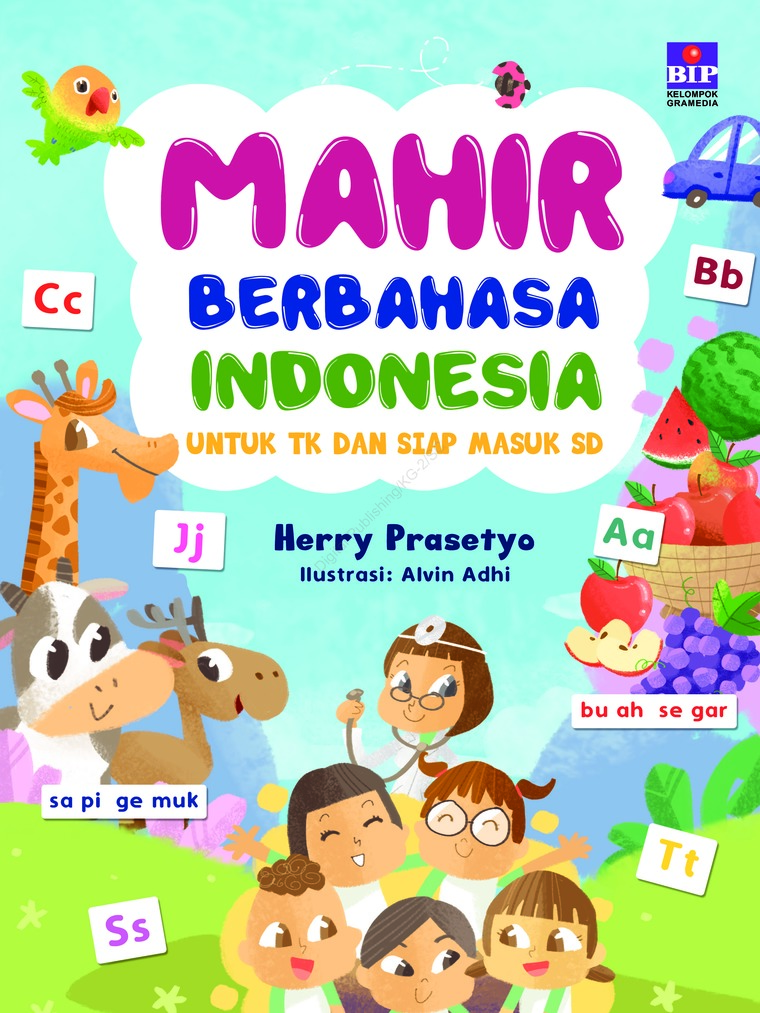 BIP
KELOMPOK
GRAMEDIA
MAHIR
BERBAHASA
INDONESIA
UNTUK TK DAN SIAP MASUK SD
Herry Prasetyo
Ilustrasi: Alvin Adhi
Cc
Bb
Jj
Aa
bu ah se gar
sa pi ge muk
Tt
Ss